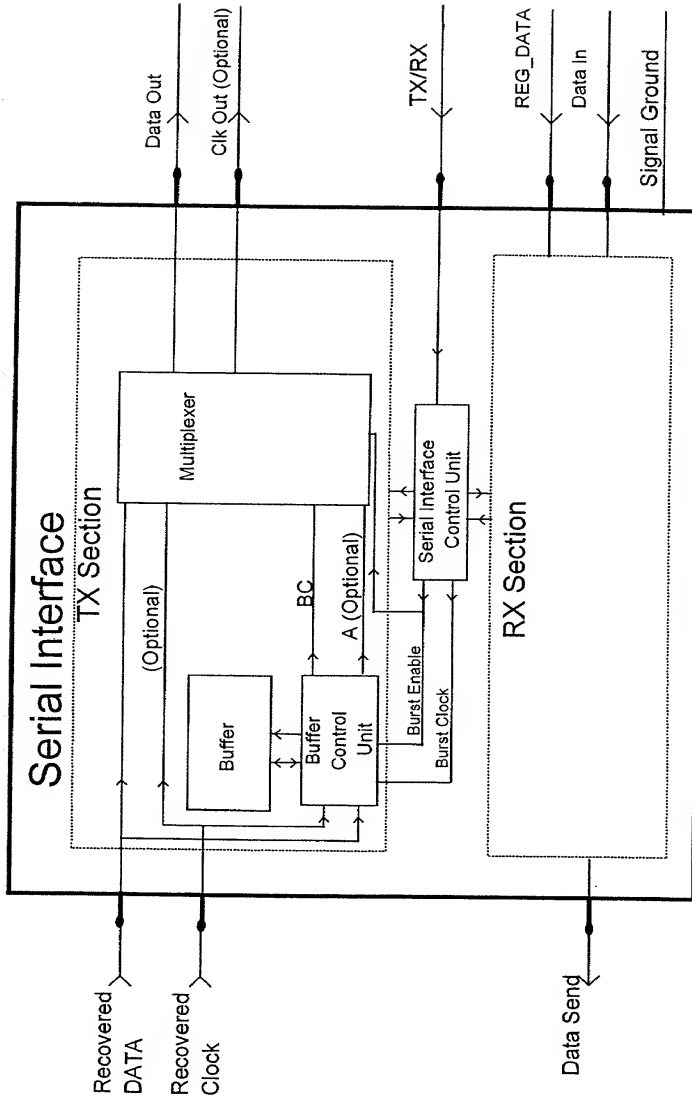 Serial Interface
TX Section
Recovered
DATA
Recovered
Clock
(Optional)
Multiplexer
Data Out
Clk Out (Optional)
Buffer
BC
Buffer
Control
Unit
A (Optional)
Burst Enable
Burst Clock
Serial Interface
Control Unit
TX/RX
RX Section
REG_DATA
Data In
Signal Ground
Data Send